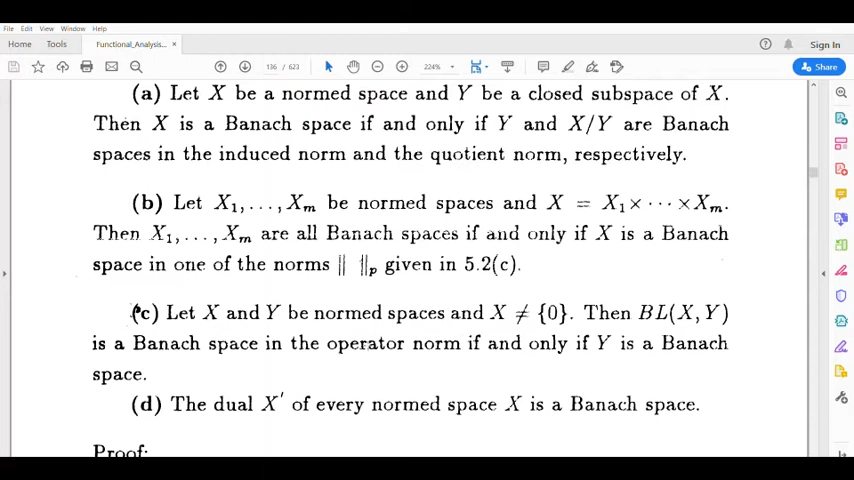 File Edit View Window Help
Home Tools Functional_Analysis... × Sign In
136 / 623 224% Share
(a) Let X be a normed space and Y be a closed subspace of X.
Then X is a Banach space if and only if Y and X/Y are Banach
spaces in the induced norm and the quotient norm, respectively.
(b) Let X₁, . . . , Xₘ be normed spaces and X = X₁ × · · · × Xₘ.
Then X₁, . . . , Xₘ are all Banach spaces if and only if X is a Banach
space in one of the norms ‖ ‖ₚ given in 5.2(c).
(c) Let X and Y be normed spaces and X ≠ {0}. Then BL(X, Y)
is a Banach space in the operator norm if and only if Y is a Banach
space.
(d) The dual X′ of every normed space X is a Banach space.
Proof: